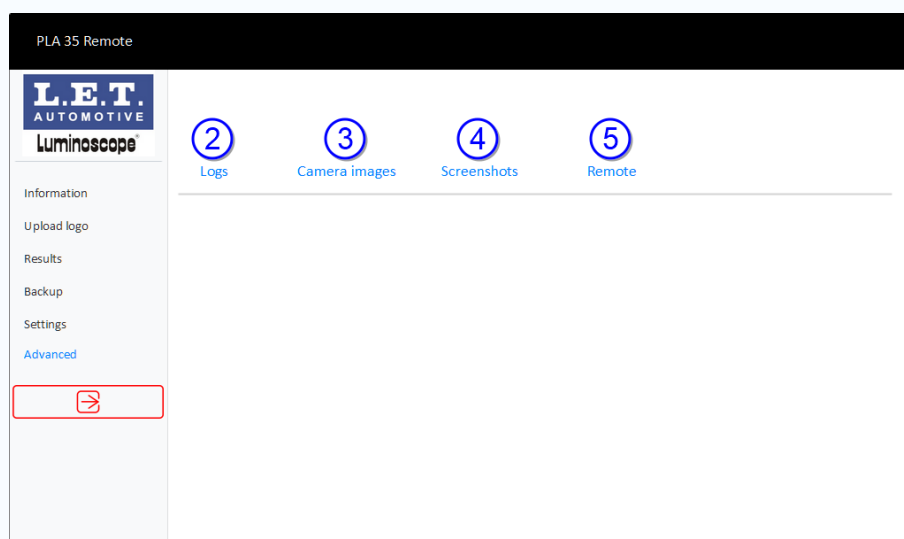 PLA 35 Remote
L.E.T.
AUTOMOTIVE
Luminoscope®
2 3 4 5
Logs Camera images Screenshots Remote
Information
Upload logo
Results
Backup
Settings
Advanced